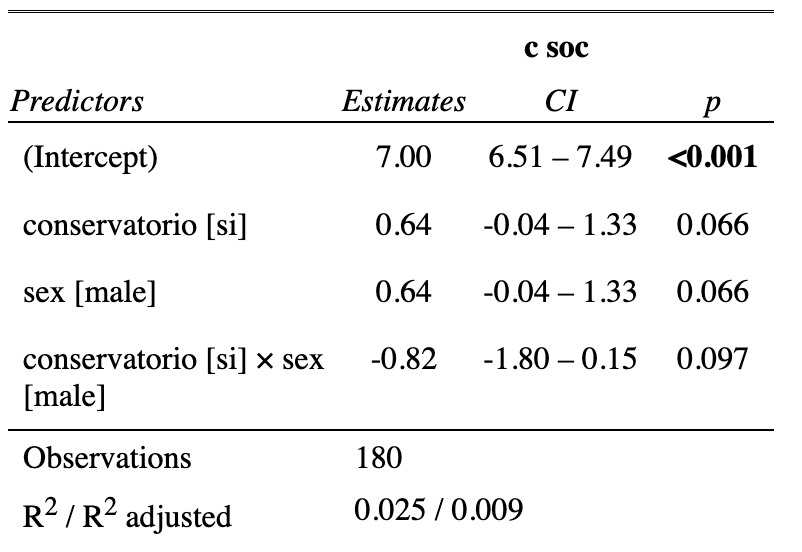 c soc
Predictors Estimates CI p
(Intercept) 7.00 6.51 – 7.49 <0.001
conservatorio [si] 0.64 -0.04 – 1.33 0.066
sex [male] 0.64 -0.04 – 1.33 0.066
conservatorio [si] × sex -0.82 -1.80 – 0.15 0.097
[male]
Observations 180
R² / R² adjusted 0.025 / 0.009